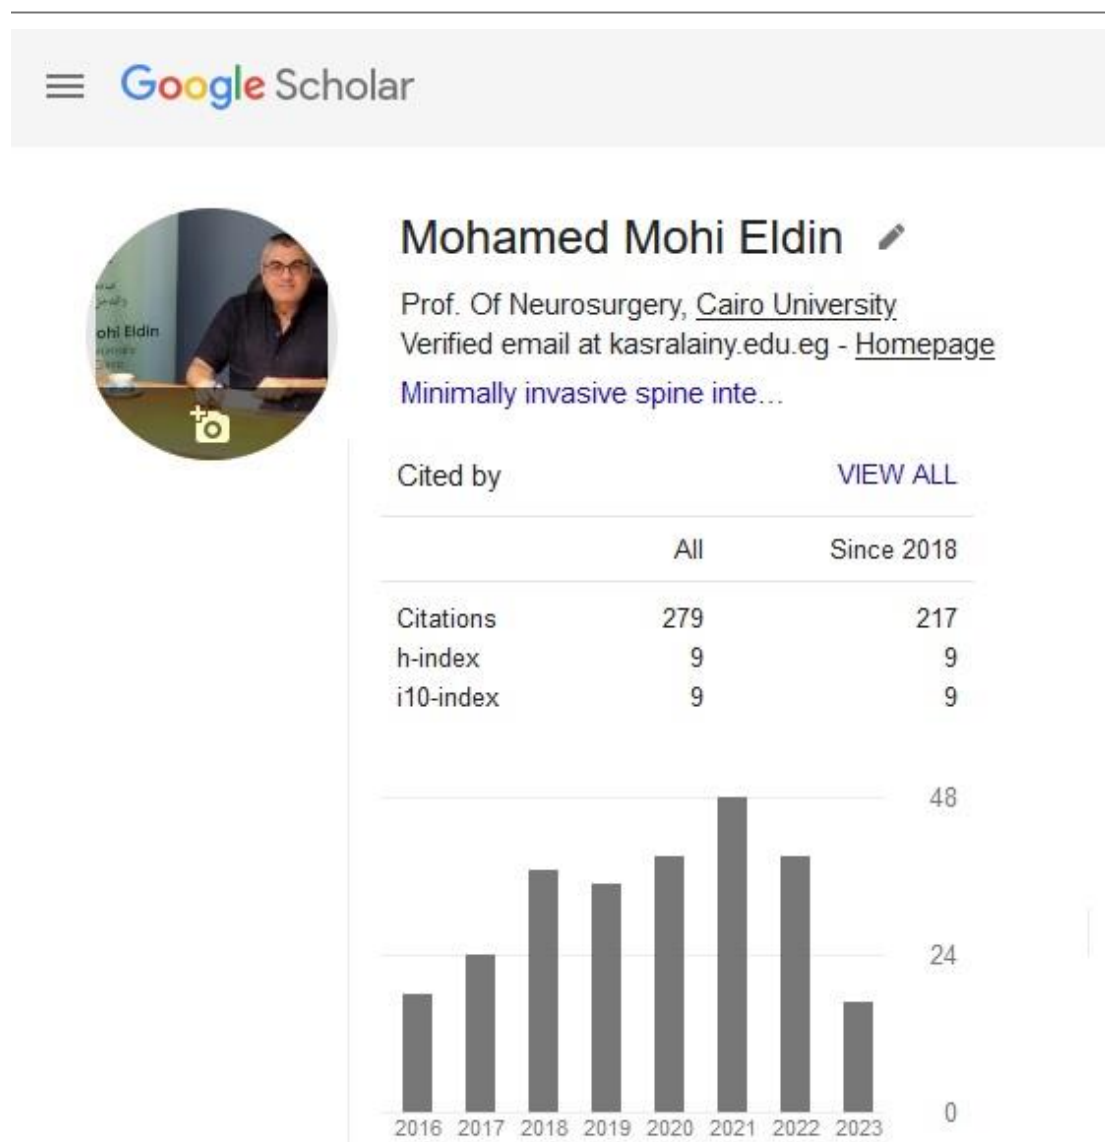 Google Scholar
Mohamed Mohi Eldin
Prof. Of Neurosurgery, Cairo University
Verified email at kasralainy.edu.eg - Homepage
Minimally invasive spine inte…
ohi Eldin
Cited by VIEW ALL
All Since 2018
Citations 279 217
h-index 9 9
i10-index 9 9
48
24
0
2016 2017 2018 2019 2020 2021 2022 2023